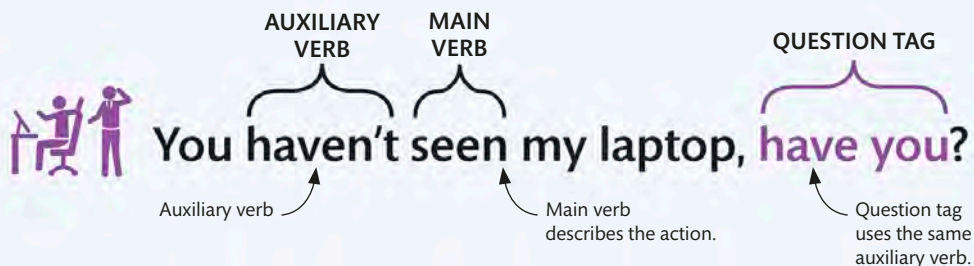 AUXILIARY
VERB
MAIN
VERB
QUESTION TAG
You haven't seen my laptop, have you?
Auxiliary verb
Main verb
describes the action.
Question tag
uses the same
auxiliary verb.